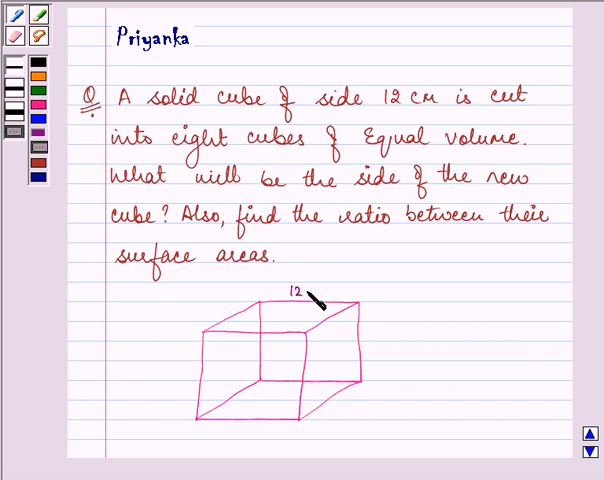 Priyanka
Q. A solid cube of side 12 cm is cut
into eight cubes of Equal volume.
What will be the side of the new
cube? Also, find the ratio between their
surface areas.
12